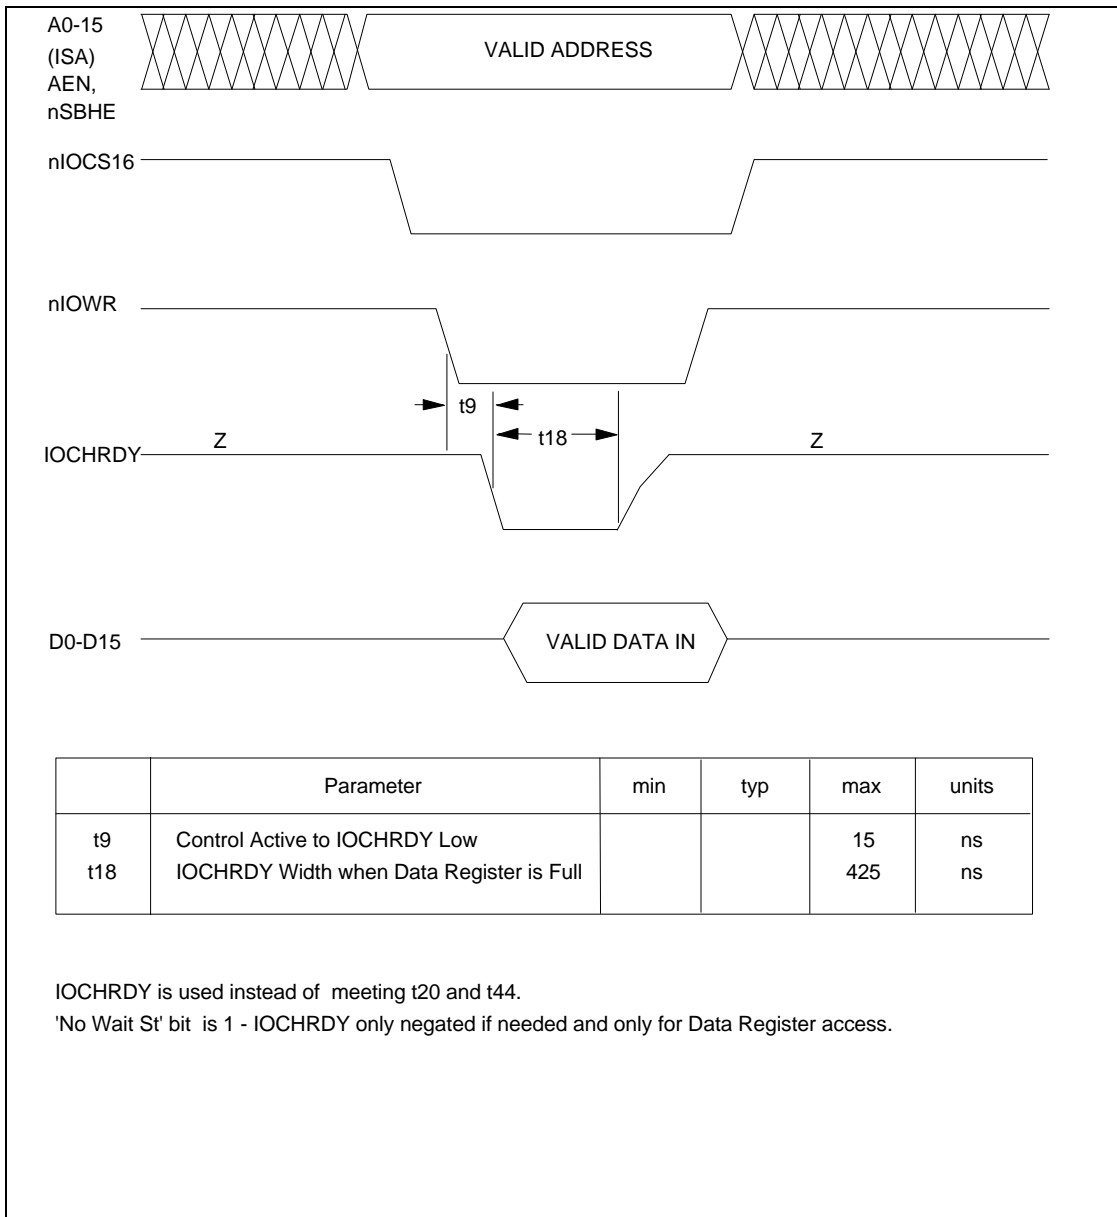 A0-15
(ISA)
AEN,
nSBHE
VALID ADDRESS
nIOCS16
nIOWR
t9
t18
IOCHRDY
Z
Z
D0-D15
VALID DATA IN
Parameter min typ max units
t9 Control Active to IOCHRDY Low 15 ns
t18 IOCHRDY Width when Data Register is Full 425 ns
IOCHRDY is used instead of meeting t20 and t44.
'No Wait St' bit is 1 - IOCHRDY only negated if needed and only for Data Register access.